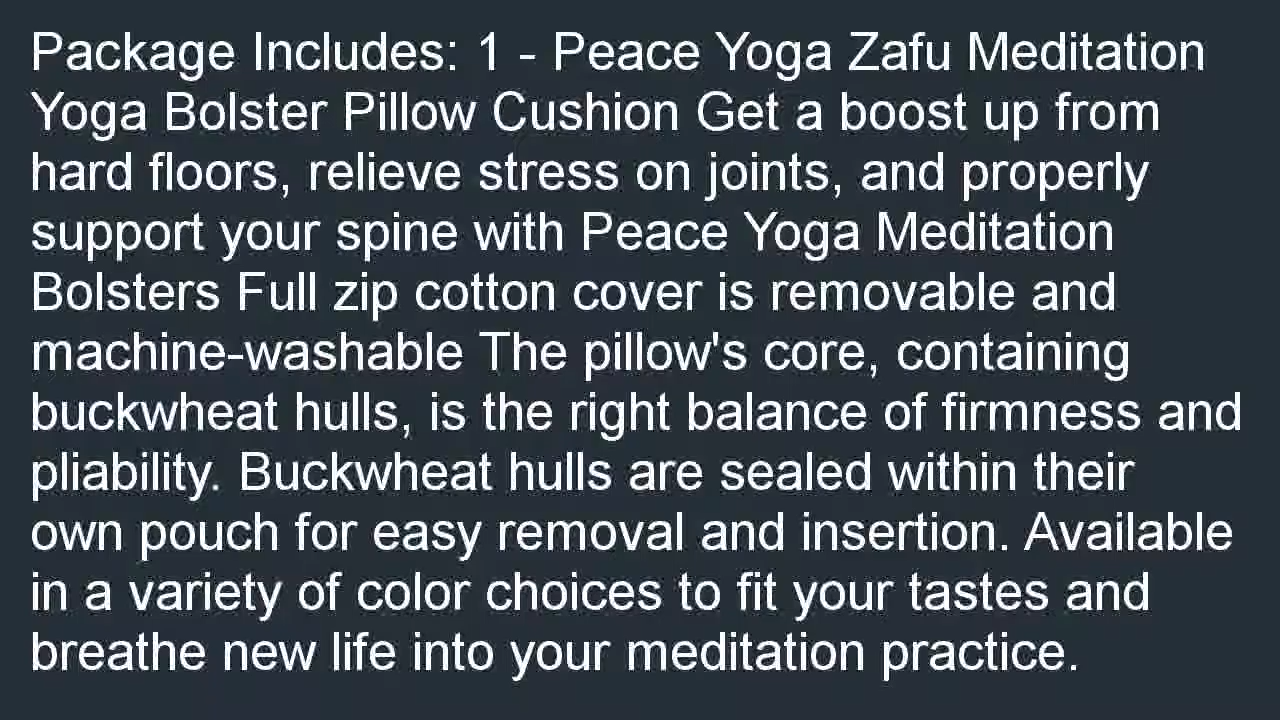 Package Includes: 1 - Peace Yoga Zafu Meditation
Yoga Bolster Pillow Cushion Get a boost up from
hard floors, relieve stress on joints, and properly
support your spine with Peace Yoga Meditation
Bolsters Full zip cotton cover is removable and
machine-washable The pillow's core, containing
buckwheat hulls, is the right balance of firmness and
pliability. Buckwheat hulls are sealed within their
own pouch for easy removal and insertion. Available
in a variety of color choices to fit your tastes and
breathe new life into your meditation practice.